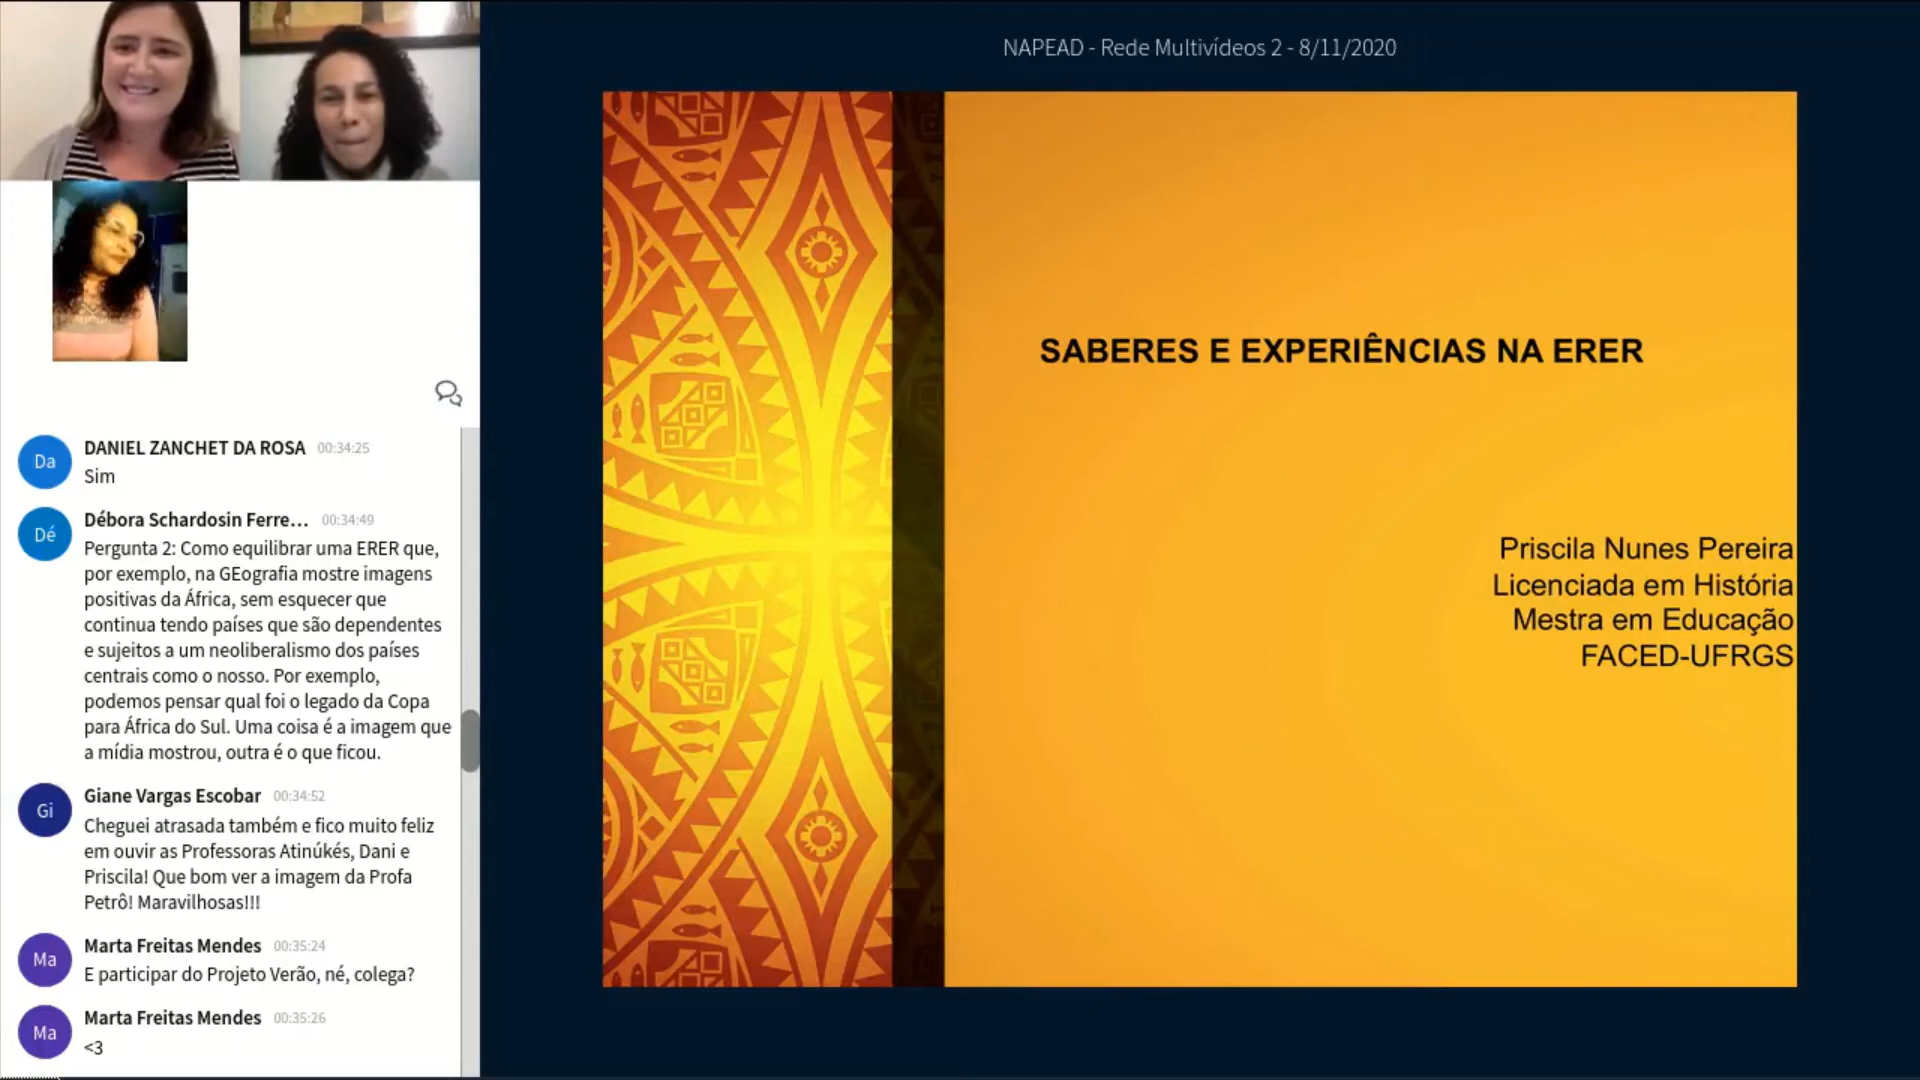 NAPEAD - Rede Multivídeos 2 - 8/11/2020
SABERES E EXPERIÊNCIAS NA ERER
Priscila Nunes Pereira
Licenciada em História
Mestra em Educação
FACED-UFRGS
Da
DANIEL ZANCHET DA ROSA 00:34:25
Sim
Dé
Débora Schardosin Ferre... 00:34:49
Pergunta 2: Como equilibrar uma ERER que,
por exemplo, na GEografia mostre imagens
positivas da África, sem esquecer que
continua tendo países que são dependentes
e sujeitos a um neoliberalismo dos países
centrais como o nosso. Por exemplo,
podemos pensar qual foi o legado da Copa
para África do Sul. Uma coisa é a imagem que
a mídia mostrou, outra é o que ficou.
Gi
Giane Vargas Escobar 00:34:52
Cheguei atrasada também e fico muito feliz
em ouvir as Professoras Atinúkés, Dani e
Priscila! Que bom ver a imagem da Profa
Petrô! Maravilhosas!!!
Ma
Marta Freitas Mendes 00:35:24
E participar do Projeto Verão, né, colega?
Ma
Marta Freitas Mendes 00:35:26
<3